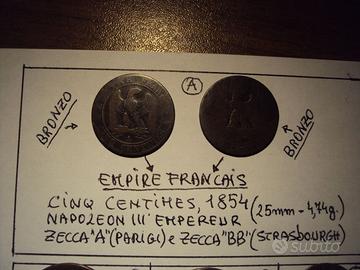 BRONZO
A
BRONZO
EMPIRE FRANCAIS
CINQ CENTIMES, 1854 (25mm - 4,74g.
NAPOLEON III° EMPEREUR
ZECCA "A" (PARIGI) e ZECCA "BB" (STRASBOURGH)
subito